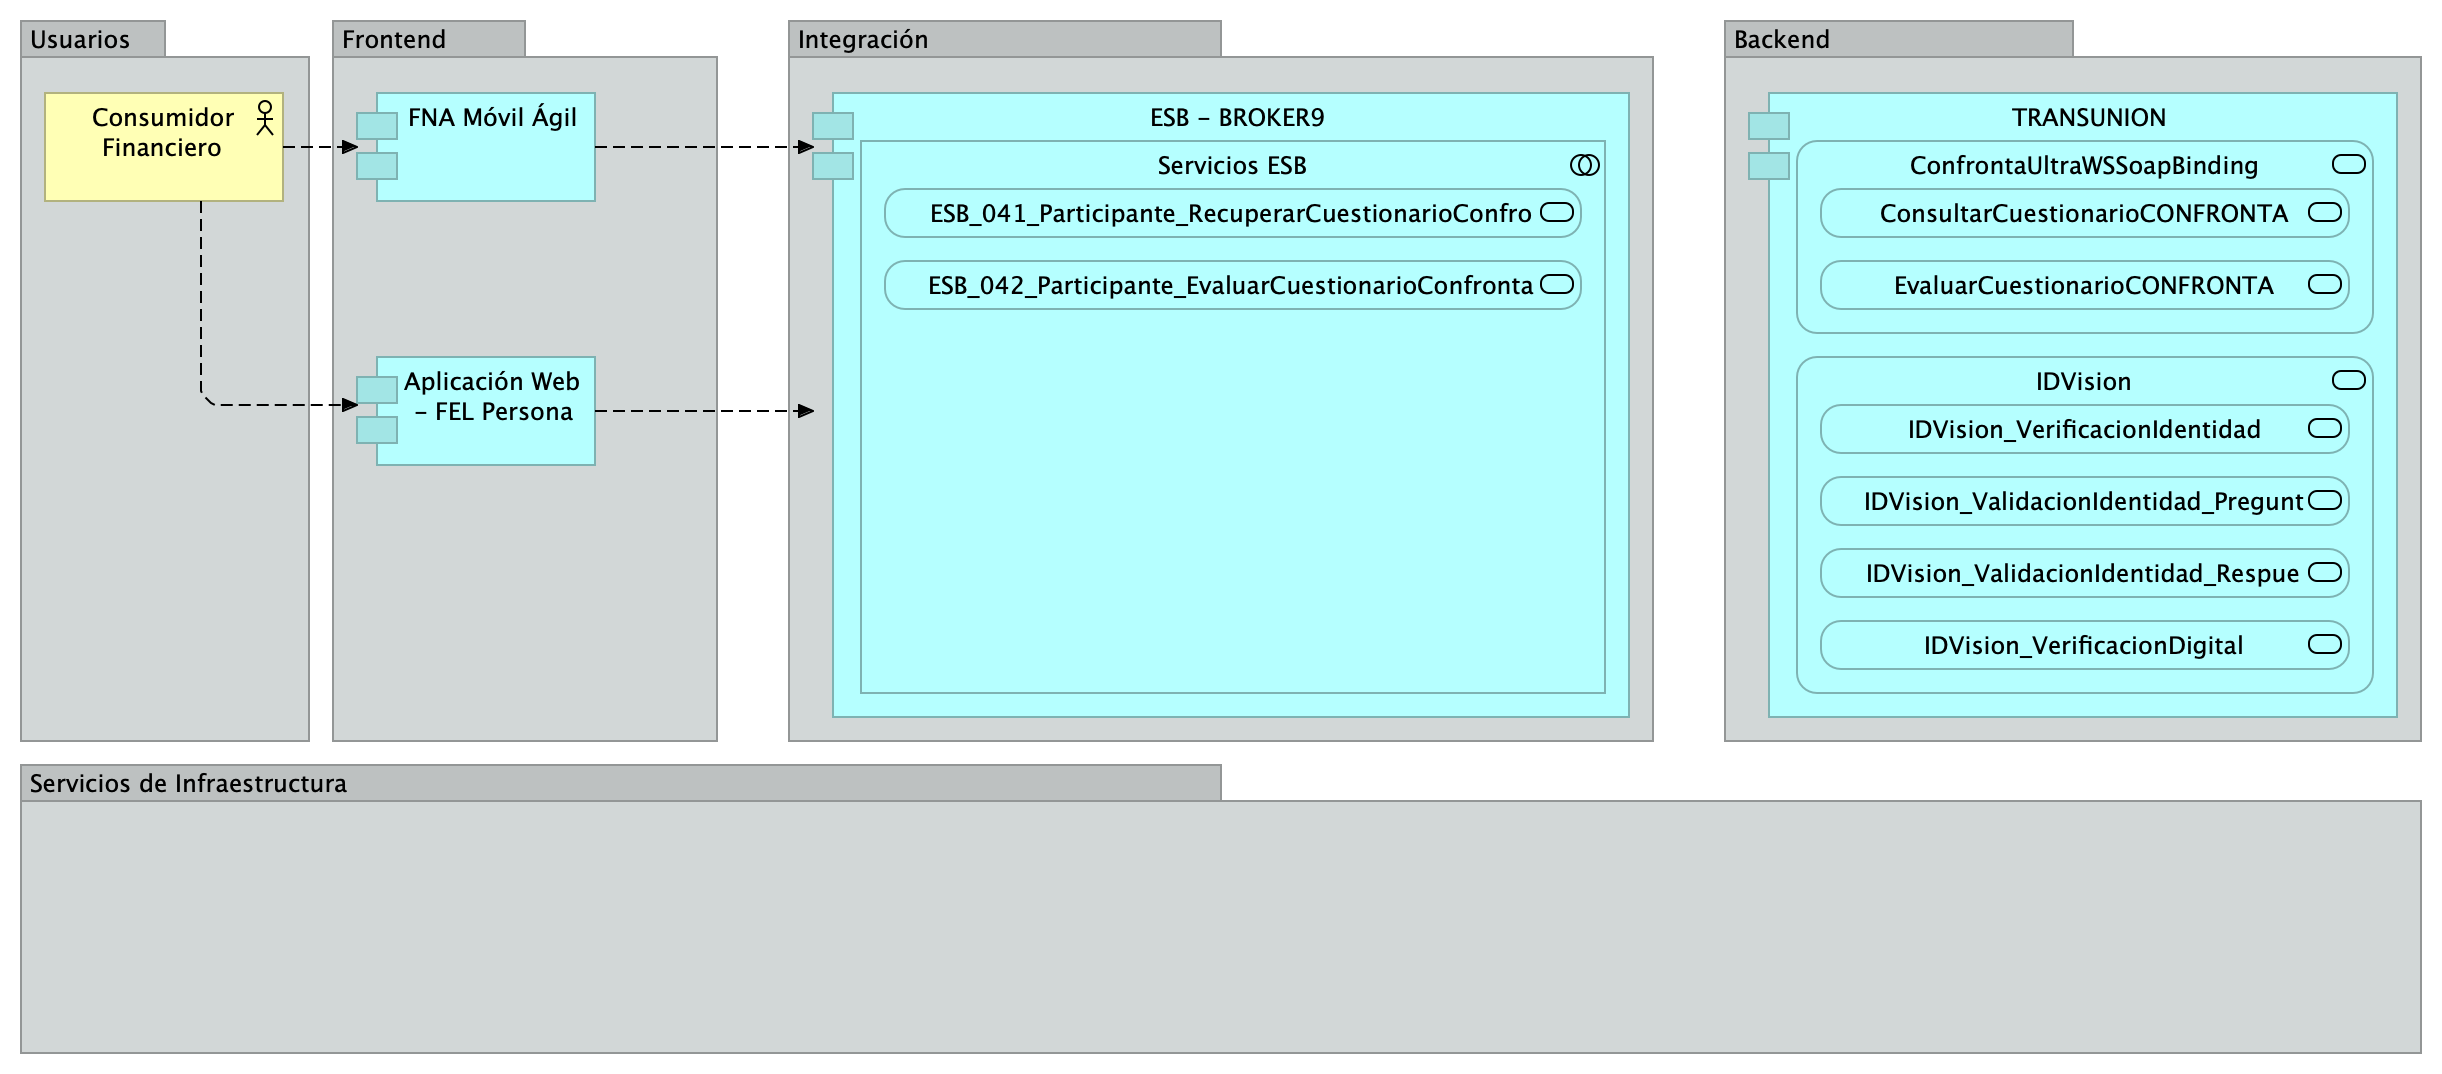 Usuarios
Consumidor
Financiero
Frontend
FNA Móvil Ágil
Aplicación Web
– FEL Persona
Integración
ESB – BROKER9
Servicios ESB
ESB_041_Participante_RecuperarCuestionarioConfro
ESB_042_Participante_EvaluarCuestionarioConfronta
Backend
TRANSUNION
ConfrontaUltraWSSoapBinding
ConsultarCuestionarioCONFRONTA
EvaluarCuestionarioCONFRONTA
IDVision
IDVision_VerificacionIdentidad
IDVision_ValidacionIdentidad_Pregunt
IDVision_ValidacionIdentidad_Respue
IDVision_VerificacionDigital
Servicios de Infraestructura